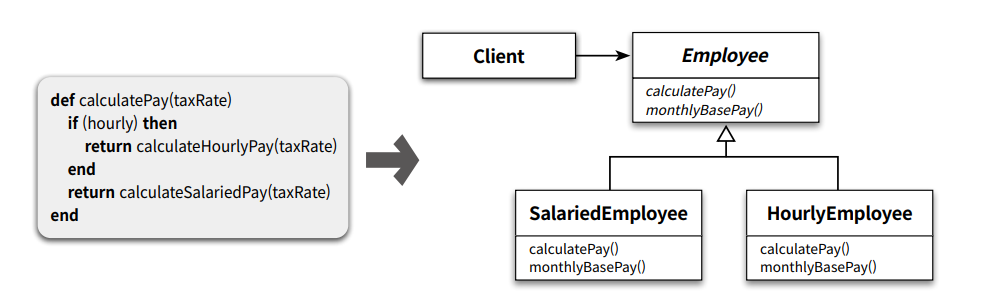 def calculatePay(taxRate)
if (hourly) then
return calculateHourlyPay(taxRate)
end
return calculateSalariedPay(taxRate)
end
Client
Employee
calculatePay()
monthlyBasePay()
SalariedEmployee
calculatePay()
monthlyBasePay()
HourlyEmployee
calculatePay()
monthlyBasePay()